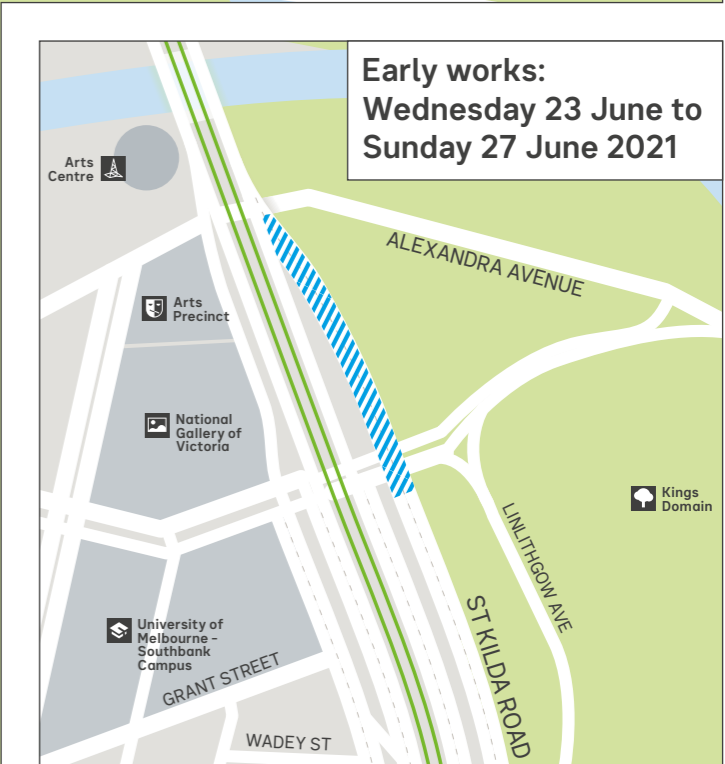 Early works:
Wednesday 23 June to
Sunday 27 June 2021
Arts
Centre
ALEXANDRA AVENUE
Arts
Precinct
National
Gallery of
Victoria
Kings
Domain
LINLITHGOW AVE
University of
Melbourne –
Southbank
Campus
ST KILDA ROAD
GRANT STREET
WADEY ST